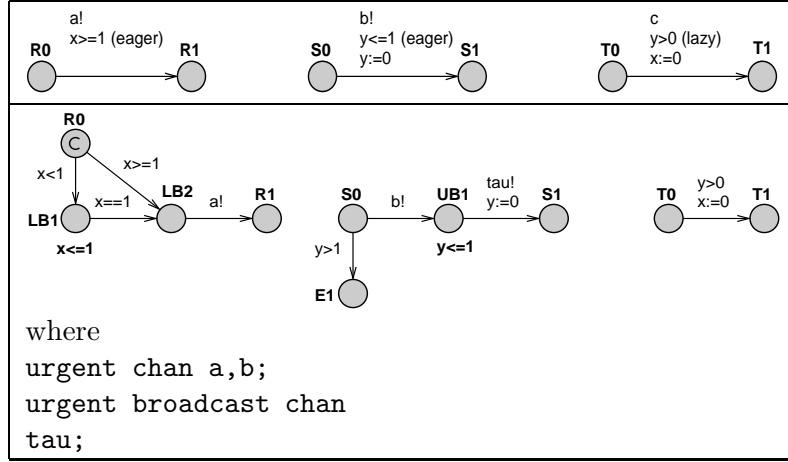 a!
x>=1 (eager)
R0
R1
b!
y<=1 (eager)
y:=0
S0
S1
c
y>0 (lazy)
x:=0
T0
T1
R0
C
x<1
x>=1
LB2
R1
LB1
x==1
a!
x<=1
S0
b!
UB1
tau!
y:=0
S1
y>1
y<=1
E1
T0
y>0
x:=0
T1
where
urgent chan a,b;
urgent broadcast chan
tau;